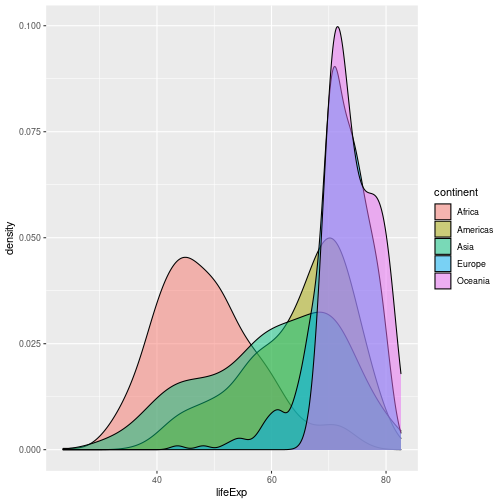 0.100
0.075
0.050
0.025
0.000
density
40
60
80
lifeExp
continent
Africa
Americas
Asia
Europe
Oceania